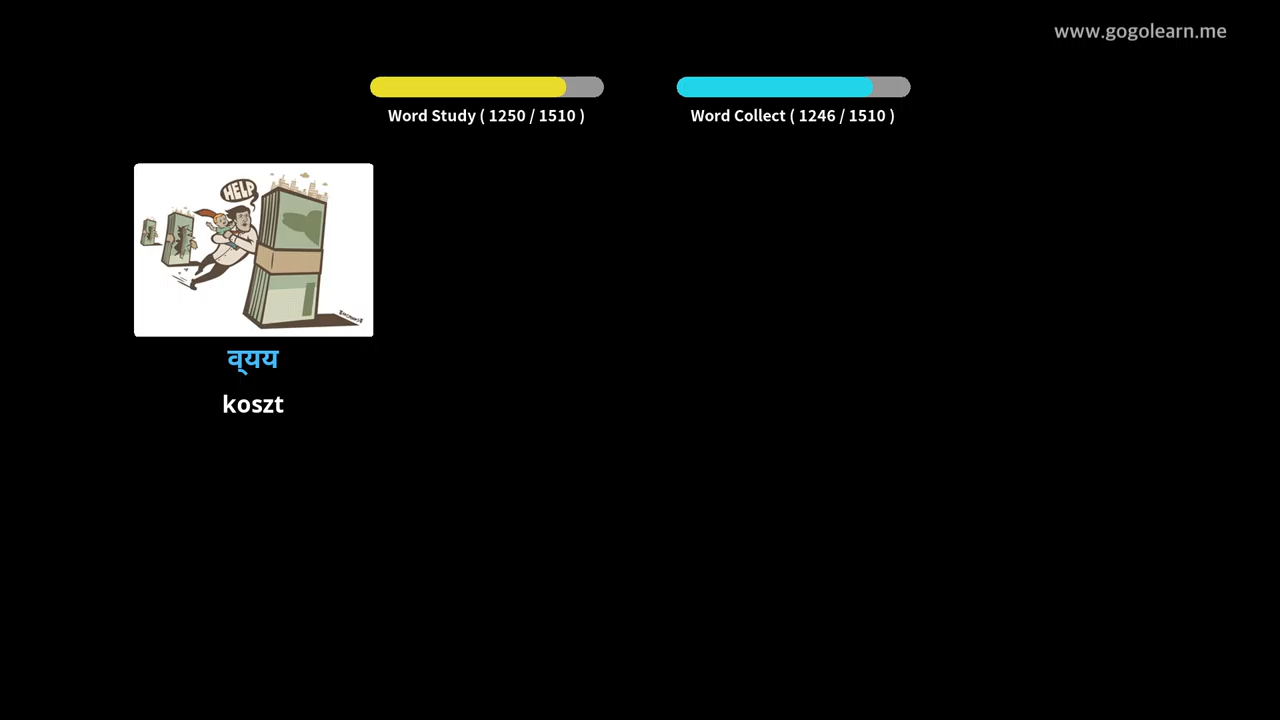 www.gogolearn.me
Word Study ( 1250 / 1510 )
Word Collect ( 1246 / 1510 )
HELP
व्यय
koszt